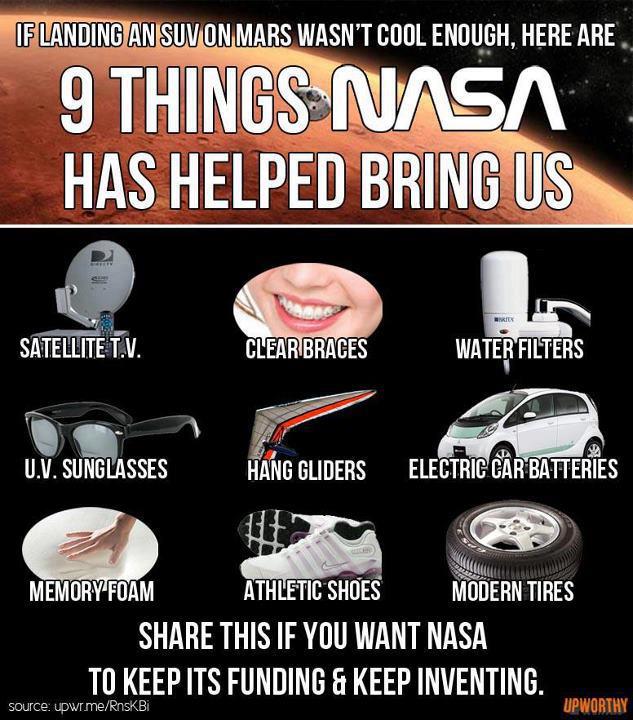 IF LANDING AN SUV ON MARS WASN'T COOL ENOUGH, HERE ARE
9 THINGS NASA
HAS HELPED BRING US
DIRECTV
SATELLITE T.V.
CLEAR BRACES
BRITA
WATER FILTERS
U.V. SUNGLASSES
HANG GLIDERS
ELECTRIC CAR BATTERIES
MEMORY FOAM
ATHLETIC SHOES
MODERN TIRES
SHARE THIS IF YOU WANT NASA
TO KEEP ITS FUNDING & KEEP INVENTING.
source: upwr.me/RnsKBi
UPWORTHY